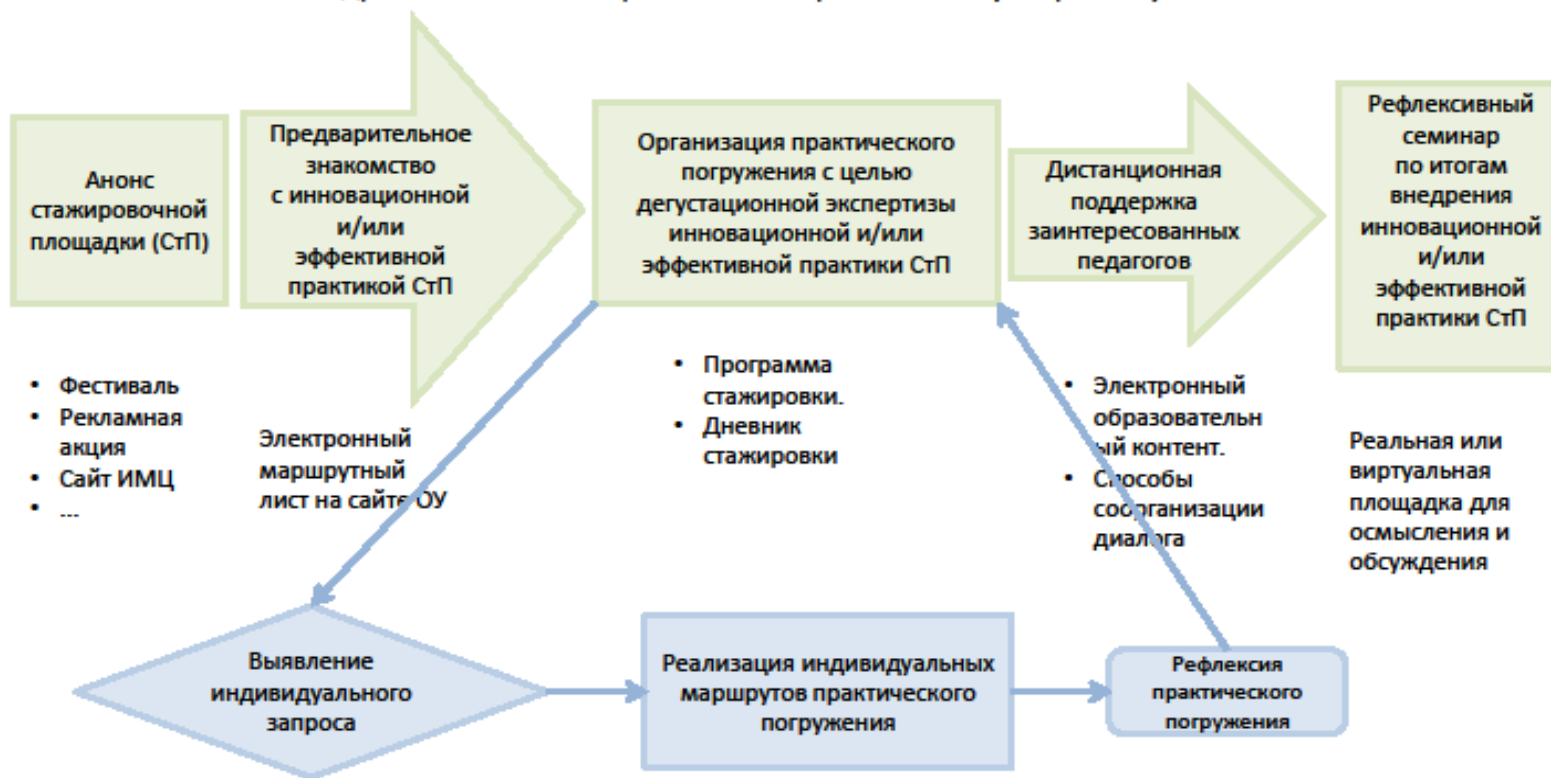 Анонс
стажировочной
площадки (СтП)
Предварительное
знакомство
с инновационной
и/или
эффективной
практикой СтП
Организация практического
погружения с целью
дегустационной экспертизы
инновационной и/или
эффективной практики СтП
Дистанционная
поддержка
заинтересованных
педагогов
Рефлексивный
семинар
по итогам
внедрения
инновационной
и/или
эффективной
практики СтП
• Фестиваль
• Рекламная
акция
• Сайт ИМЦ
• ...
Электронный
маршрутный
лист на сайте ОУ
• Программа
стажировки.
• Дневник
стажировки
• Электронный
образовательн
ый контент.
• Способы
соорганизации
диалога
Реальная или
виртуальная
площадка для
осмысления и
обсуждения
Выявление
индивидуального
запроса
Реализация индивидуальных
маршрутов практического
погружения
Рефлексия
практического
погружения